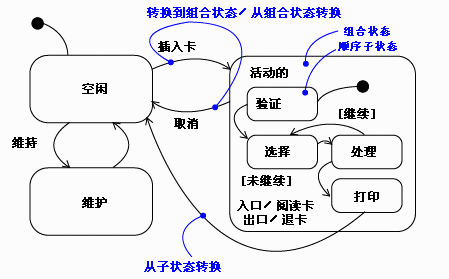 转换到组合状态/ 从组合状态转换
组合状态
顺序子状态
插入卡
活动的
空闲
验证
[继续]
取消
维持
选择
处理
[未继续]
维护
入口/ 阅读卡
出口/ 退卡
打印
从子状态转换